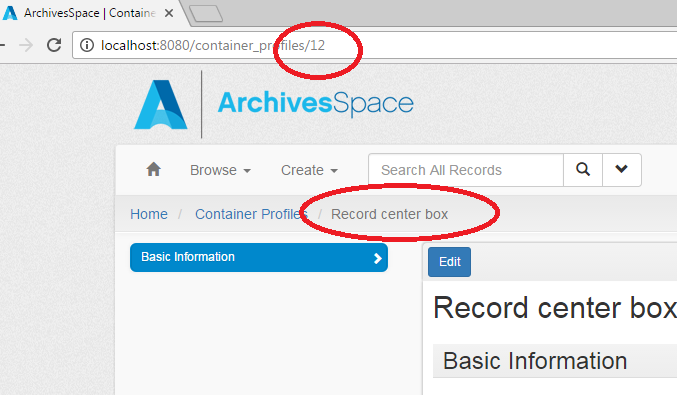 ArchivesSpace | Containe
localhost:8080/container_profiles/12
ArchivesSpace
Browse Create Search All Records
Home / Container Profiles / Record center box
Basic Information
Edit
Record center box
Basic Information